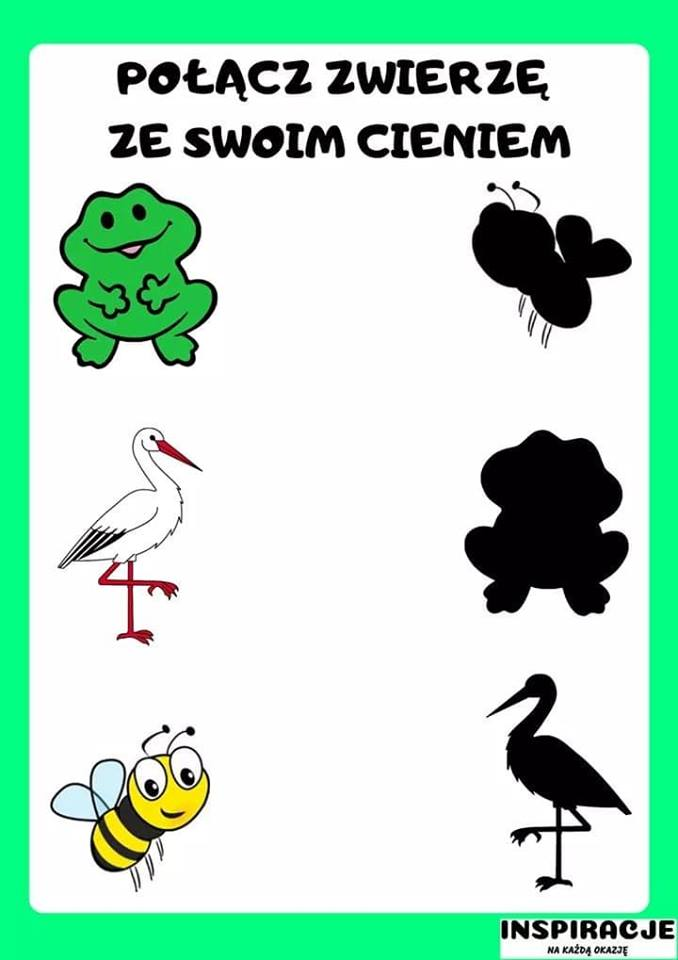 POŁĄCZ ZWIERZĘ
ZE SWOIM CIENIEM
INSPIRACJE
NA KAŻDĄ OKAZJĘ